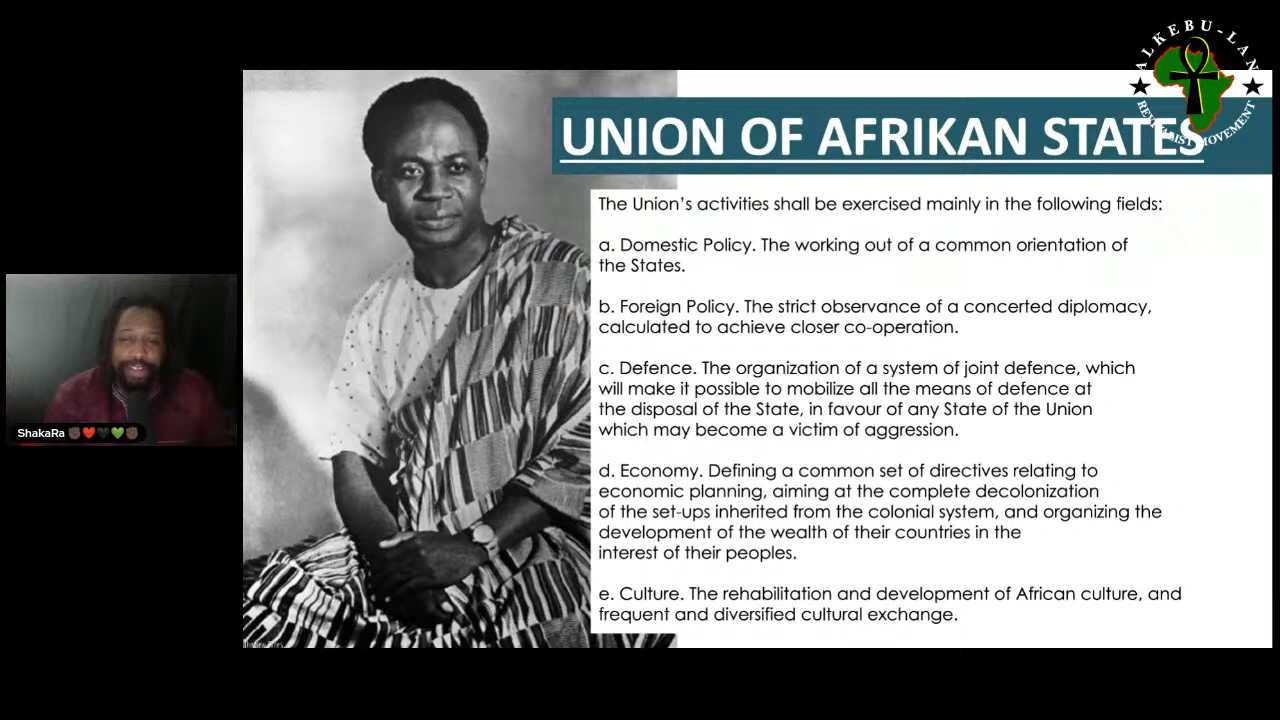 ALKEBU-LAN
REVIVALIST MOVEMENT
UNION OF AFRIKAN STATES
The Union's activities shall be exercised mainly in the following fields:
a. Domestic Policy. The working out of a common orientation of
the States.
b. Foreign Policy. The strict observance of a concerted diplomacy,
calculated to achieve closer co-operation.
c. Defence. The organization of a system of joint defence, which
will make it possible to mobilize all the means of defence at
the disposal of the State, in favour of any State of the Union
which may become a victim of aggression.
d. Economy. Defining a common set of directives relating to
economic planning, aiming at the complete decolonization
of the set-ups inherited from the colonial system, and organizing the
development of the wealth of their countries in the
interest of their peoples.
e. Culture. The rehabilitation and development of African culture, and
frequent and diversified cultural exchange.
ShakaRa ✊🏿❤️🖤💚✊🏿